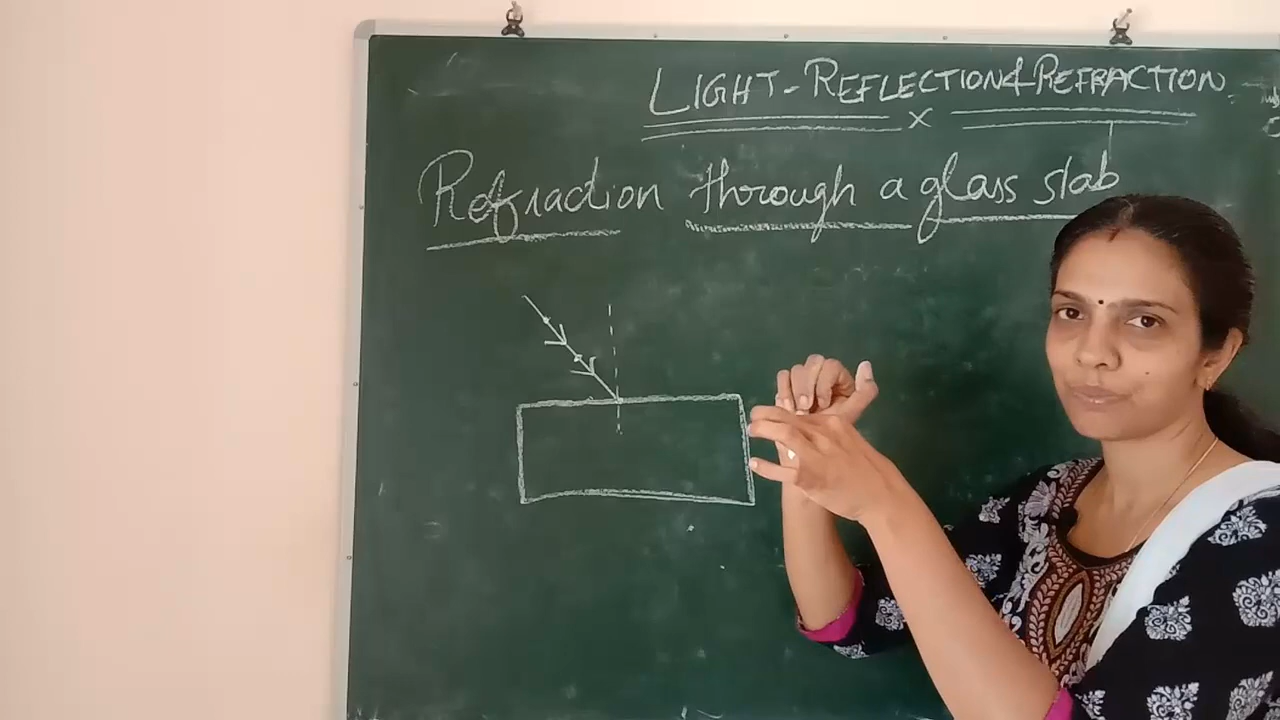 LIGHT - REFLECTION & REFRACTION
Refraction through a glass slab